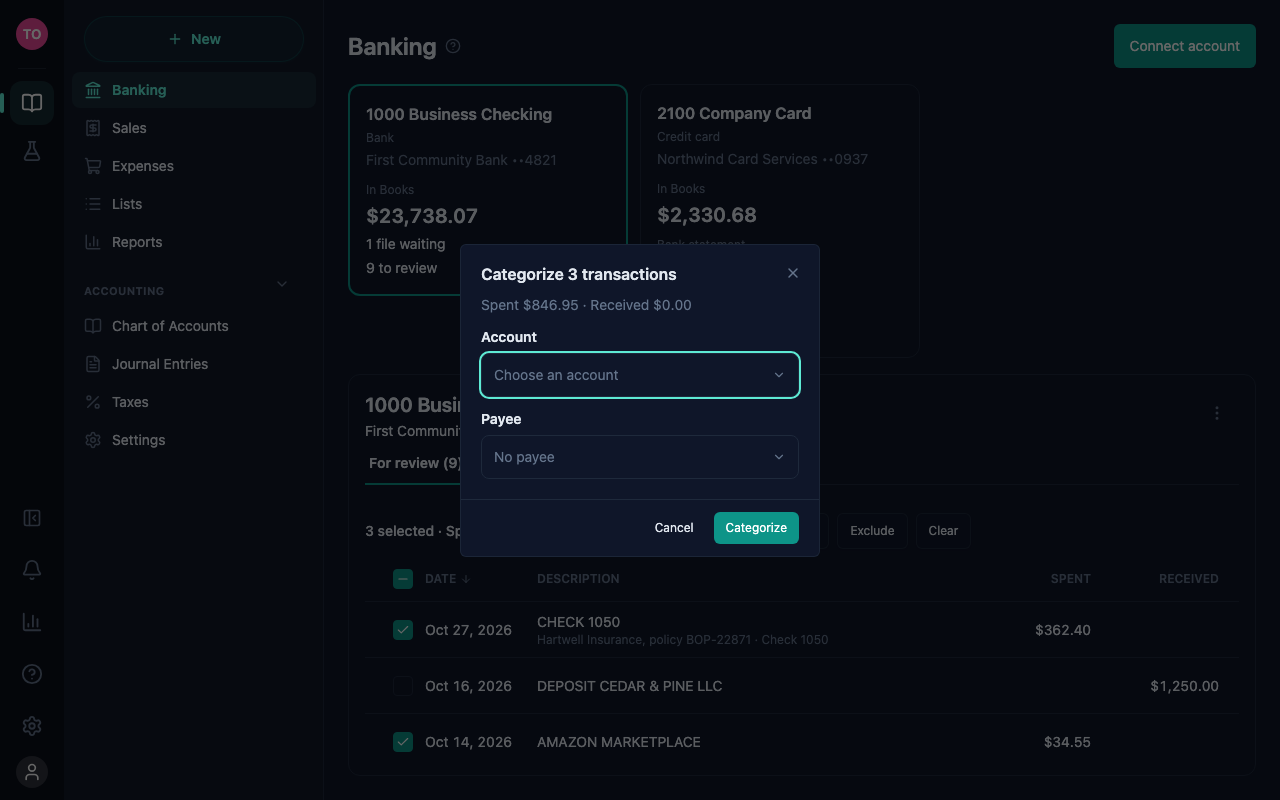 TO
New
Banking
Sales
Expenses
Lists
Reports
ACCOUNTING
Chart of Accounts
Journal Entries
Taxes
Settings
Banking
Connect account
1000 Business Checking
Bank
First Community Bank ••4821
In Books
$23,738.07
1 file waiting
9 to review
2100 Company Card
Credit card
Northwind Card Services ••0937
In Books
$2,330.68
Bank statement
Categorize 3 transactions
Spent $846.95 · Received $0.00
Account
Choose an account
Payee
No payee
Cancel
Categorize
1000 Busi
First Communi
For review (9)
3 selected · Sp
Exclude
Clear
DATE
DESCRIPTION
SPENT
RECEIVED
Oct 27, 2026
CHECK 1050
Hartwell Insurance, policy BOP-22871 · Check 1050
$362.40
Oct 16, 2026
DEPOSIT CEDAR & PINE LLC
$1,250.00
Oct 14, 2026
AMAZON MARKETPLACE
$34.55